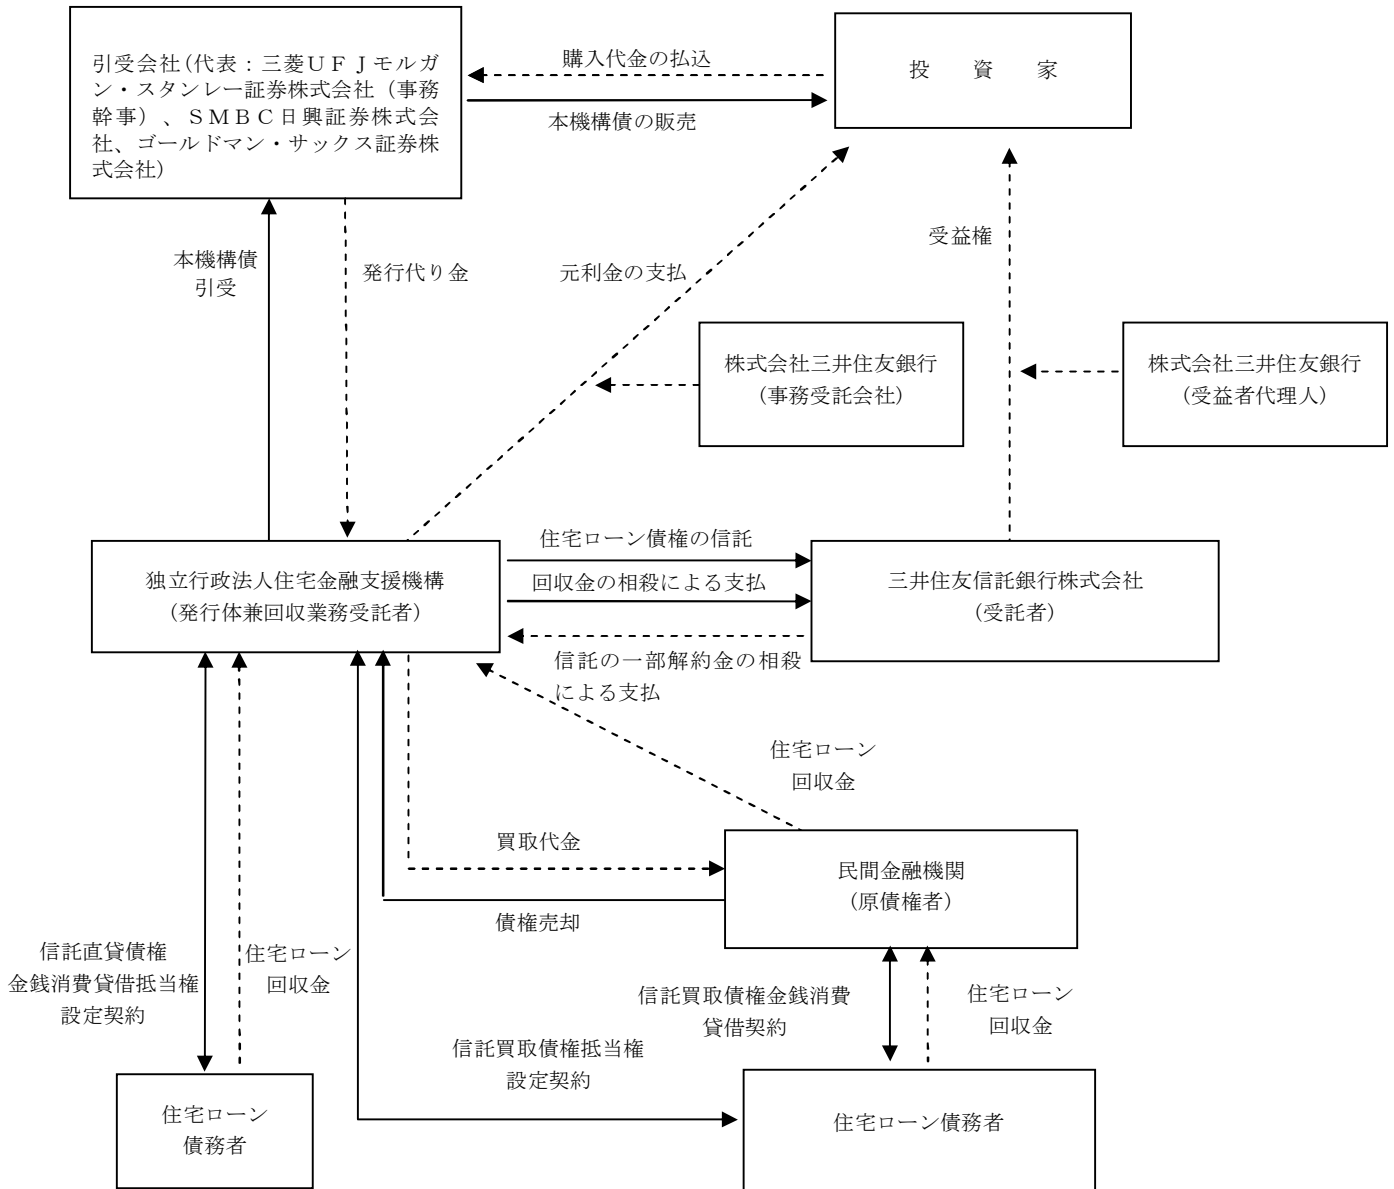 引受会社(代表：三菱ＵＦＪモルガ
ン・スタンレー証券株式会社（事務
幹事）、ＳＭＢＣ日興証券株式会
社、ゴールドマン・サックス証券株
式会社)
購入代金の払込
本機構債の販売
投　資　家
本機構債
引受
発行代り金
元利金の支払
受益権
株式会社三井住友銀行
（事務受託会社）
株式会社三井住友銀行
（受益者代理人）
独立行政法人住宅金融支援機構
（発行体兼回収業務受託者）
住宅ローン債権の信託
回収金の相殺による支払
信託の一部解約金の相殺
による支払
三井住友信託銀行株式会社
（受託者）
住宅ローン
回収金
買取代金
債権売却
民間金融機関
（原債権者）
信託直貸債権
金銭消費貸借抵当権
設定契約
住宅ローン
回収金
信託買取債権金銭消費
貸借契約
住宅ローン
回収金
信託買取債権抵当権
設定契約
住宅ローン
債務者
住宅ローン債務者